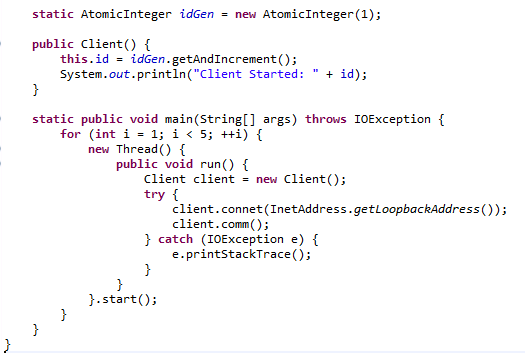 static AtomicInteger idGen = new AtomicInteger(1);
public Client() {
this.id = idGen.getAndIncrement();
System.out.println("Client Started: " + id);
}
static public void main(String[] args) throws IOException {
for (int i = 1; i < 5; ++i) {
new Thread() {
public void run() {
Client client = new Client();
try {
client.connet(InetAddress.getLoopbackAddress());
client.comm();
} catch (IOException e) {
e.printStackTrace();
}
}
}.start();
}
}
}